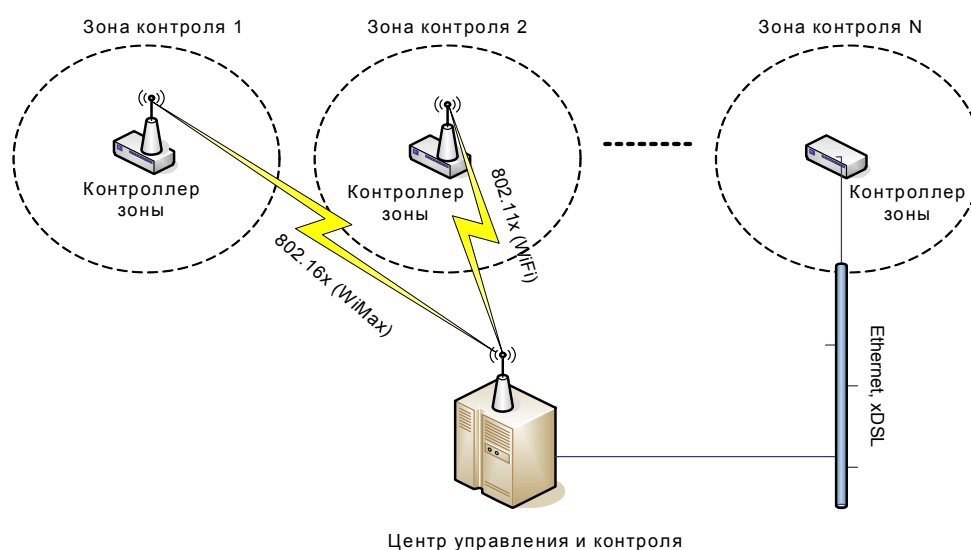 Зона контроля 1
Зона контроля 2
Зона контроля N
Контроллер
зоны
Контроллер
зоны
Контроллер
зоны
802.16x (WiMax)
802.11x (WiFi)
Ethernet, xDSL
Центр управления и контроля